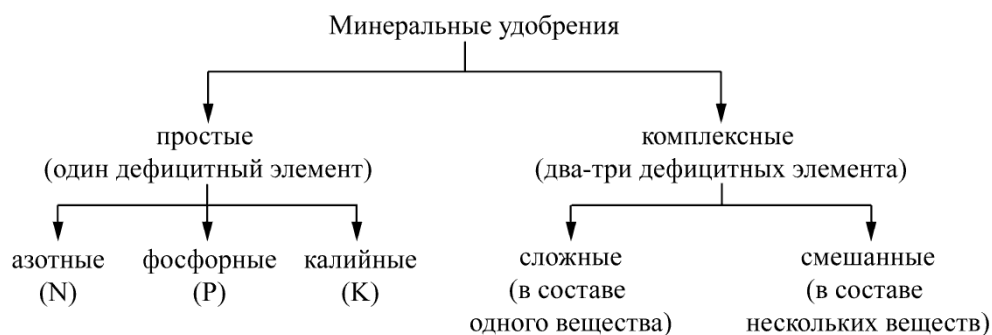 Минеральные удобрения
простые
(один дефицитный элемент)
комплексные
(два-три дефицитных элемента)
азотные
(N)
фосфорные
(P)
калийные
(K)
сложные
(в составе
одного вещества)
смешанные
(в составе
нескольких веществ)